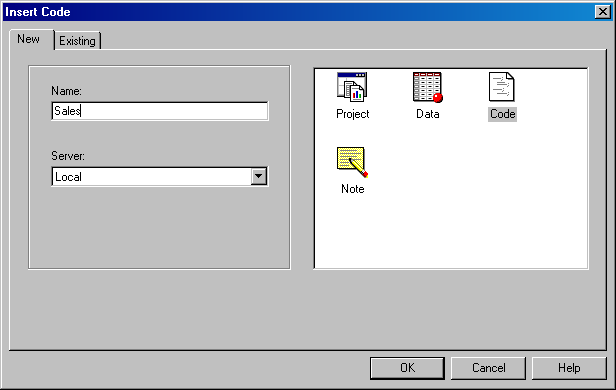 Insert Code
New Existing
Name:
Sales
Server:
Local
Project Data Code
Note
OK Cancel Help